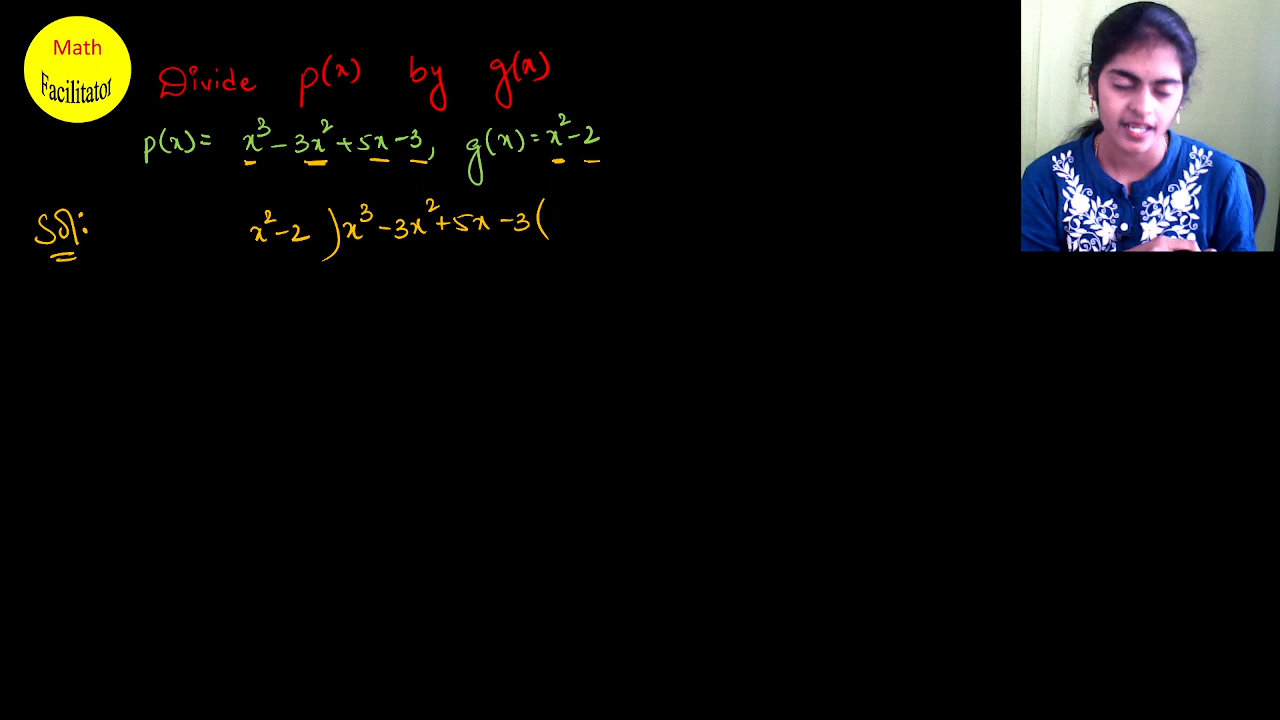 Math
Facilitator
Divide p(x) by g(x)
p(x) = x³ - 3x² + 5x - 3, g(x) = x² - 2
Sol:
x² - 2 ) x³ - 3x² + 5x - 3 (